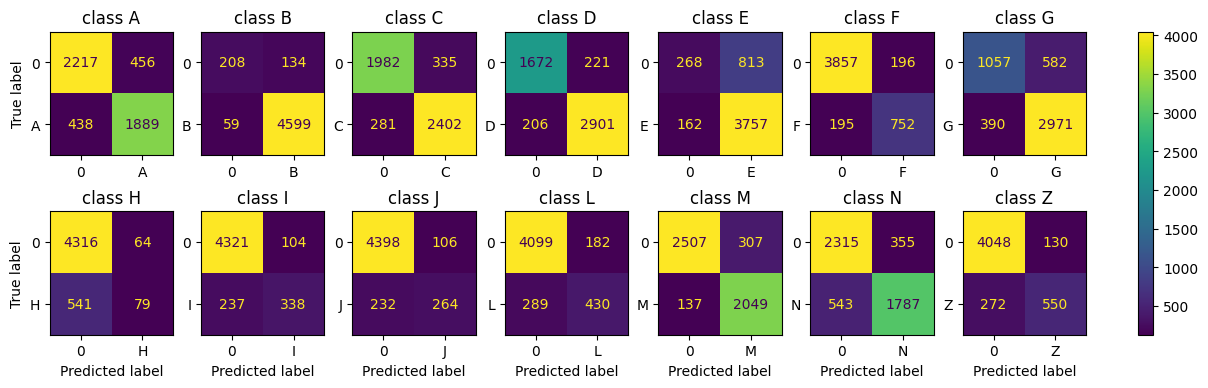 class A class B class C class D class E class F class G
True label
0 2217 456 0 208 134 0 1982 335 0 1672 221 0 268 813 0 3857 196 0 1057 582
A 438 1889 B 59 4599 C 281 2402 D 206 2901 E 162 3757 F 195 752 G 390 2971
0 A 0 B 0 C 0 D 0 E 0 F 0 G
class H class I class J class L class M class N class Z
True label
0 4316 64 0 4321 104 0 4398 106 0 4099 182 0 2507 307 0 2315 355 0 4048 130
H 541 79 I 237 338 J 232 264 L 289 430 M 137 2049 N 543 1787 Z 272 550
0 H 0 I 0 J 0 L 0 M 0 N 0 Z
Predicted label Predicted label Predicted label Predicted label Predicted label Predicted label Predicted label
4000
3500
3000
2500
2000
1500
1000
500